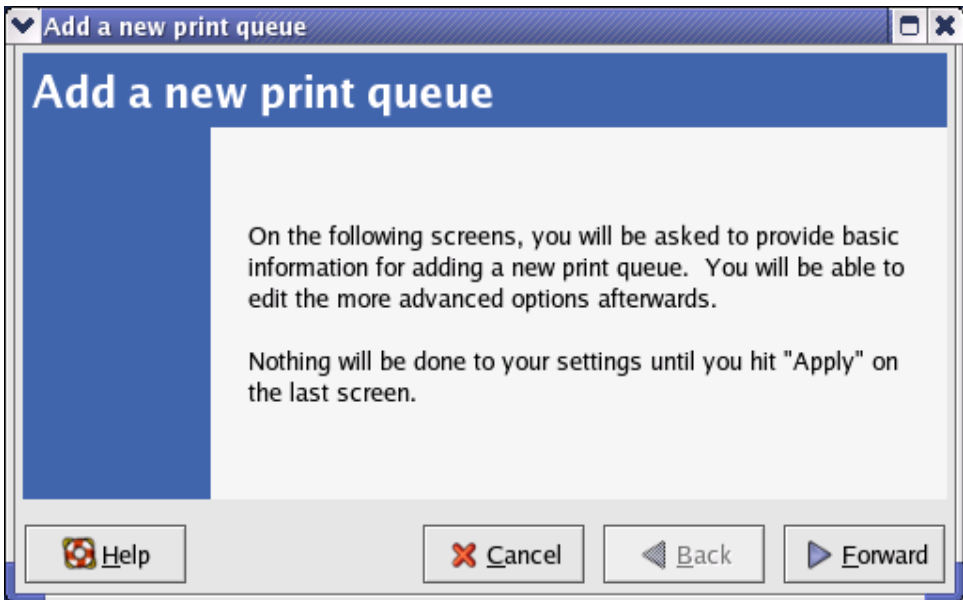 Add a new print queue
Add a new print queue
On the following screens, you will be asked to provide basic
information for adding a new print queue.  You will be able to
edit the more advanced options afterwards.
Nothing will be done to your settings until you hit "Apply" on
the last screen.
Help
Cancel
Back
Forward